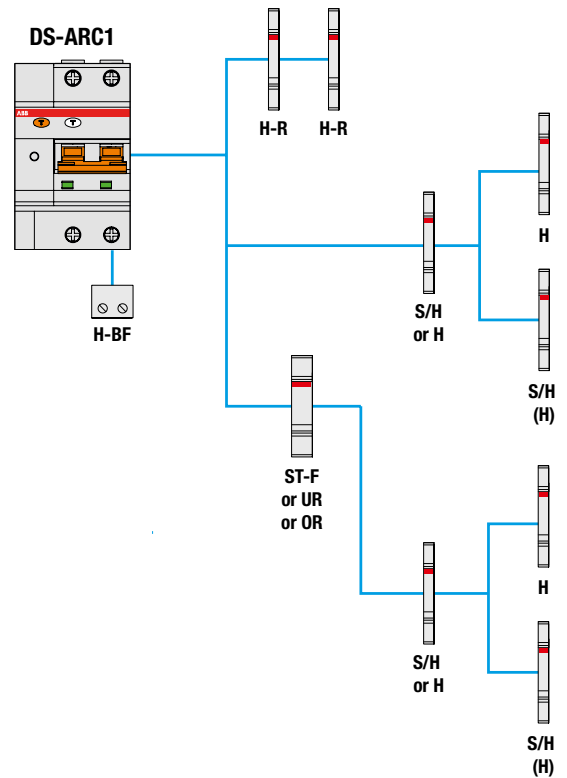 DS-ARC1
ABB
T T
H-R H-R
H-BF
S/H
or H
H
S/H
(H)
ST-F
or UR
or OR
S/H
or H
H
S/H
(H)